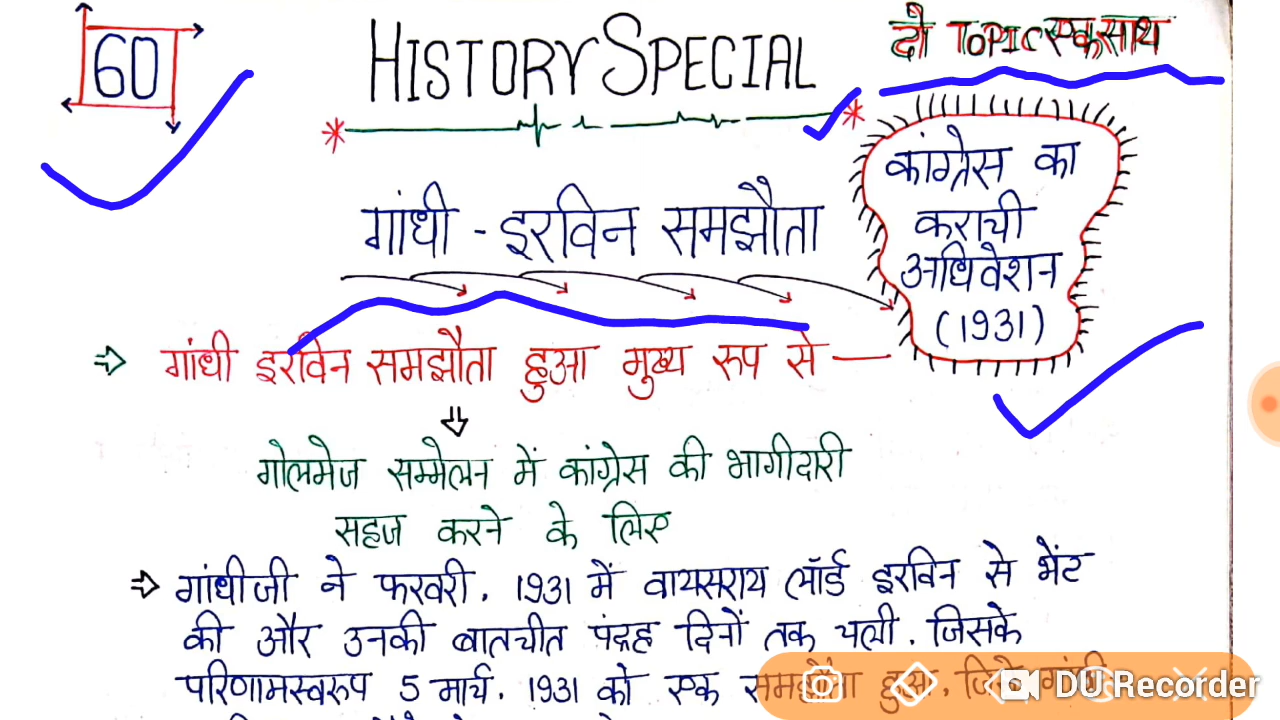 60
HISTORY SPECIAL
दो TOPIC एक साथ
गांधी - इरविन समझौता
कांग्रेस का
कराची
अधिवेशन
(1931)
⇒ गांधी इरविन समझौता हुआ मुख्य रुप से —
गोलमेज सम्मेलन में कांग्रेस की भागीदारी
सहज करने के लिए
⇒ गांधीजी ने फरवरी, 1931 में वायसराय लॉर्ड इरविन से भेंट
की और उनकी बातचीत पंद्रह दिनों तक चली, जिसके
परिणामस्वरुप 5 मार्च, 1931 को एक समझौता हुआ, जिसे गांधी
DU Recorder